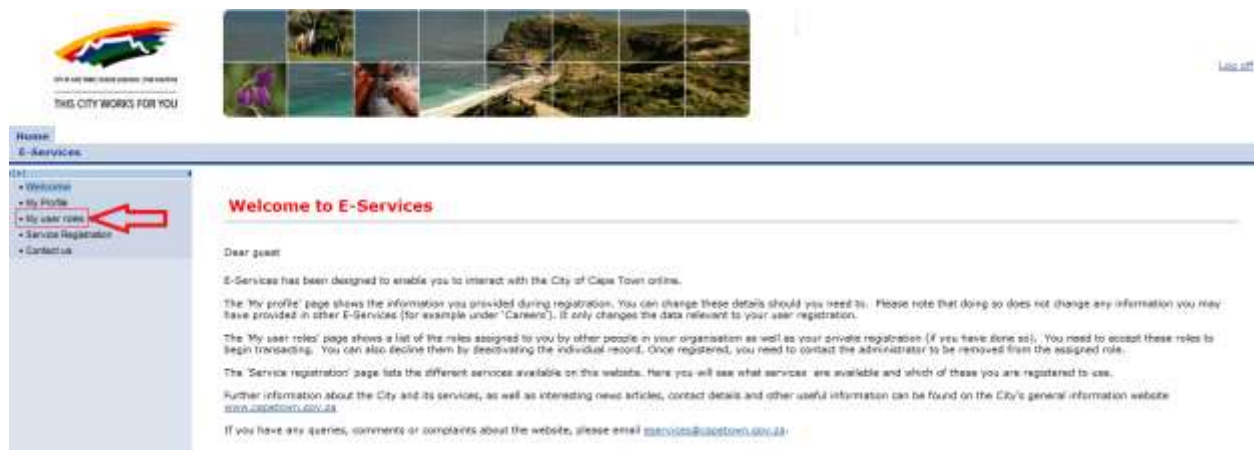 THIS CITY WORKS FOR YOU
Log off
Home
E-Services
• Welcome
• My Profile
• My user roles
• Service Registration
• Contact us
Welcome to E-Services
Dear guest
E-Services has been designed to enable you to interact with the City of Cape Town online.
The 'My profile' page shows the information you provided during registration. You can change these details should you need to. Please note that doing so does not change any information you may
have provided in other E-Services (for example under 'Careers'). It only changes the data relevant to your user registration.
The 'My user roles' page shows a list of the roles assigned to you by other people in your organisation as well as your private registration (if you have done so). You need to accept these roles to
begin transacting. You can also decline them by deactivating the individual record. Once registered, you need to contact the administrator to be removed from the assigned role.
The 'Service registration' page lists the different services available on this website. Here you will see what services are available and which of these you are registered to use.
Further information about the City and its services, as well as interesting news articles, contact details and other useful information can be found on the City's general information website
www.capetown.gov.za
If you have any queries, comments or complaints about the website, please email eservices@capetown.gov.za.